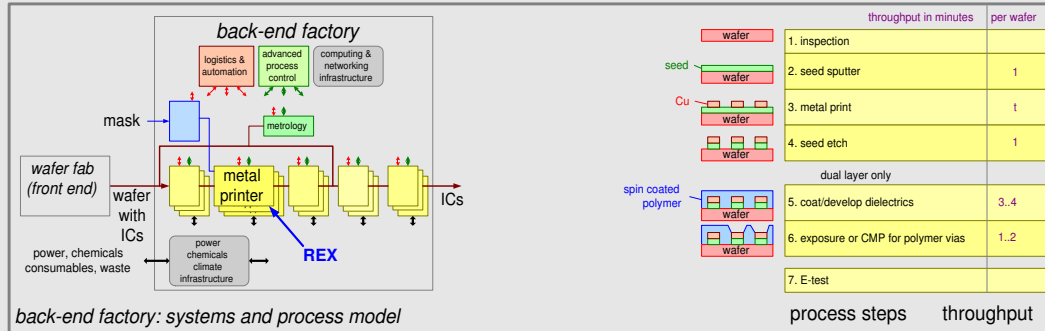 back-end factory
logistics &
automation
advanced
process
control
computing &
networking
infrastructure
mask
metrology
wafer fab
(front end)
metal
printer
wafer
with
ICs
ICs
REX
power, chemicals
consumables, waste
power
chemicals
climate
infrastructure
back-end factory: systems and process model
throughput in minutes per wafer
wafer
1. inspection
seed
wafer
2. seed sputter 1
Cu
wafer
3. metal print t
wafer
4. seed etch 1
dual layer only
spin coated
polymer
wafer
5. coat/develop dielectrics 3..4
wafer
6. exposure or CMP for polymer vias 1..2
7. E-test
process steps throughput